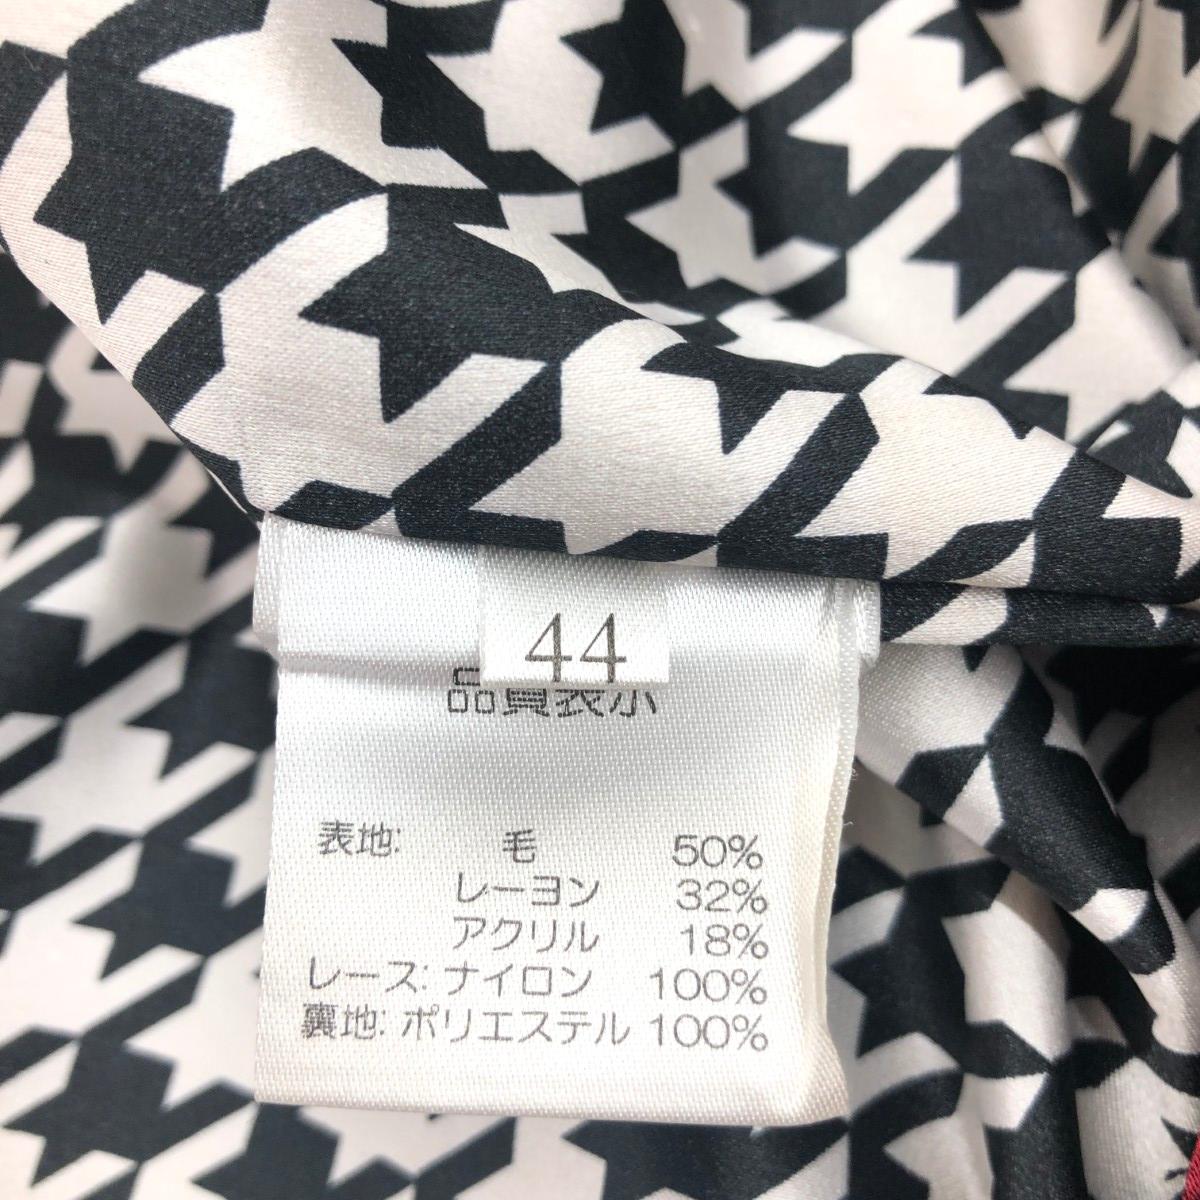 44
品質表示
表地: 毛 50%
レーヨン 32%
アクリル 18%
レース: ナイロン 100%
裏地: ポリエステル 100%